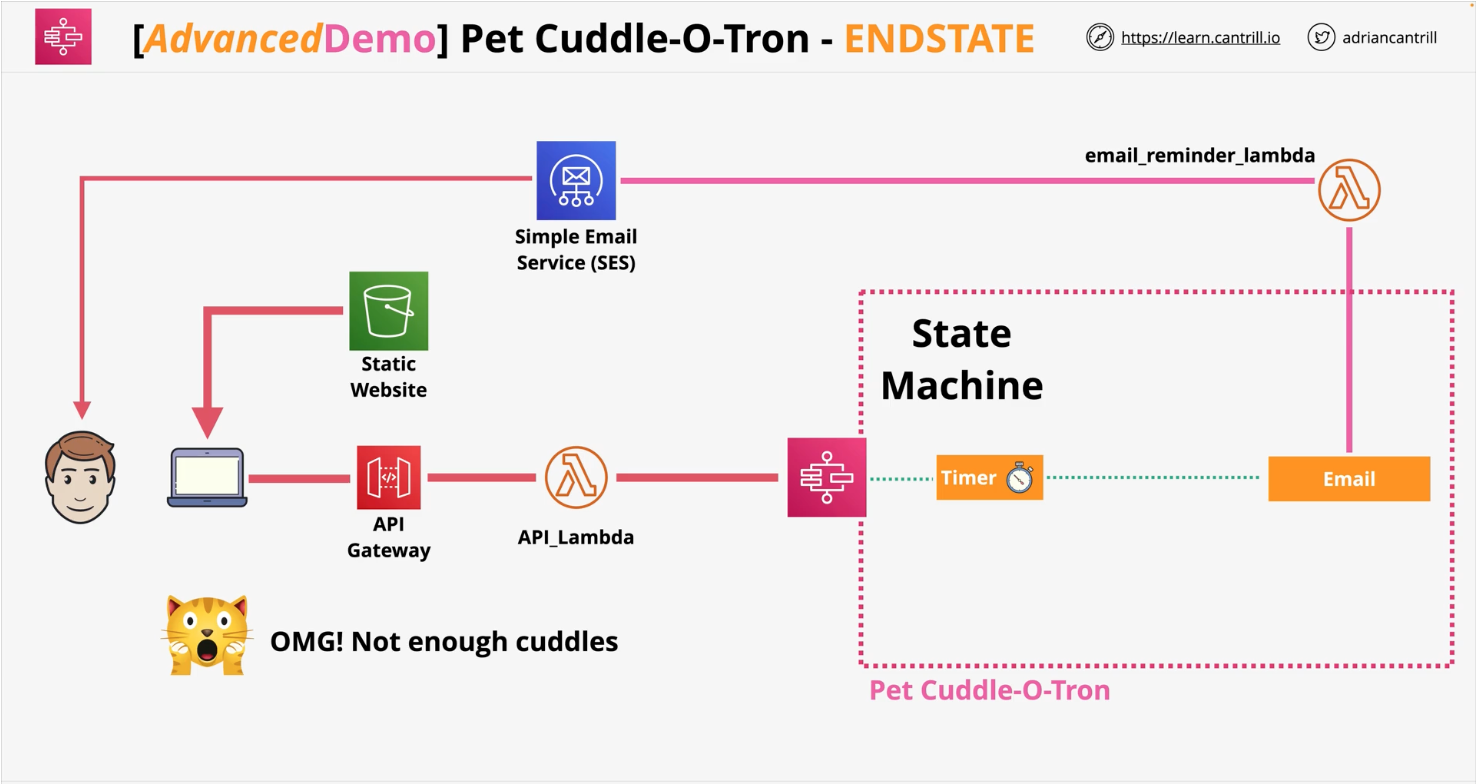 [AdvancedDemo] Pet Cuddle-O-Tron - ENDSTATE
https://learn.cantrill.io
adriancantrill
email_reminder_lambda
Simple Email
Service (SES)
Static
Website
State
Machine
Timer
Email
API
Gateway
API_Lambda
OMG! Not enough cuddles
Pet Cuddle-O-Tron